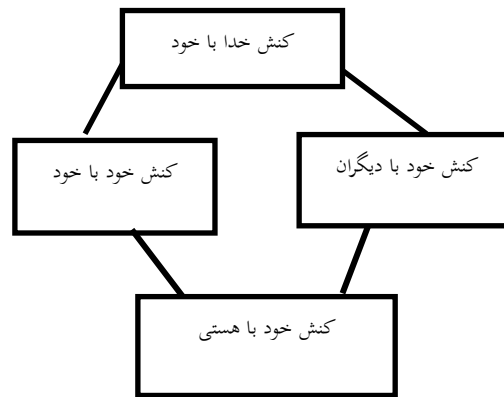 کنش خدا با خود
کنش خود با دیگران
کنش خود با خود
کنش خود با هستی